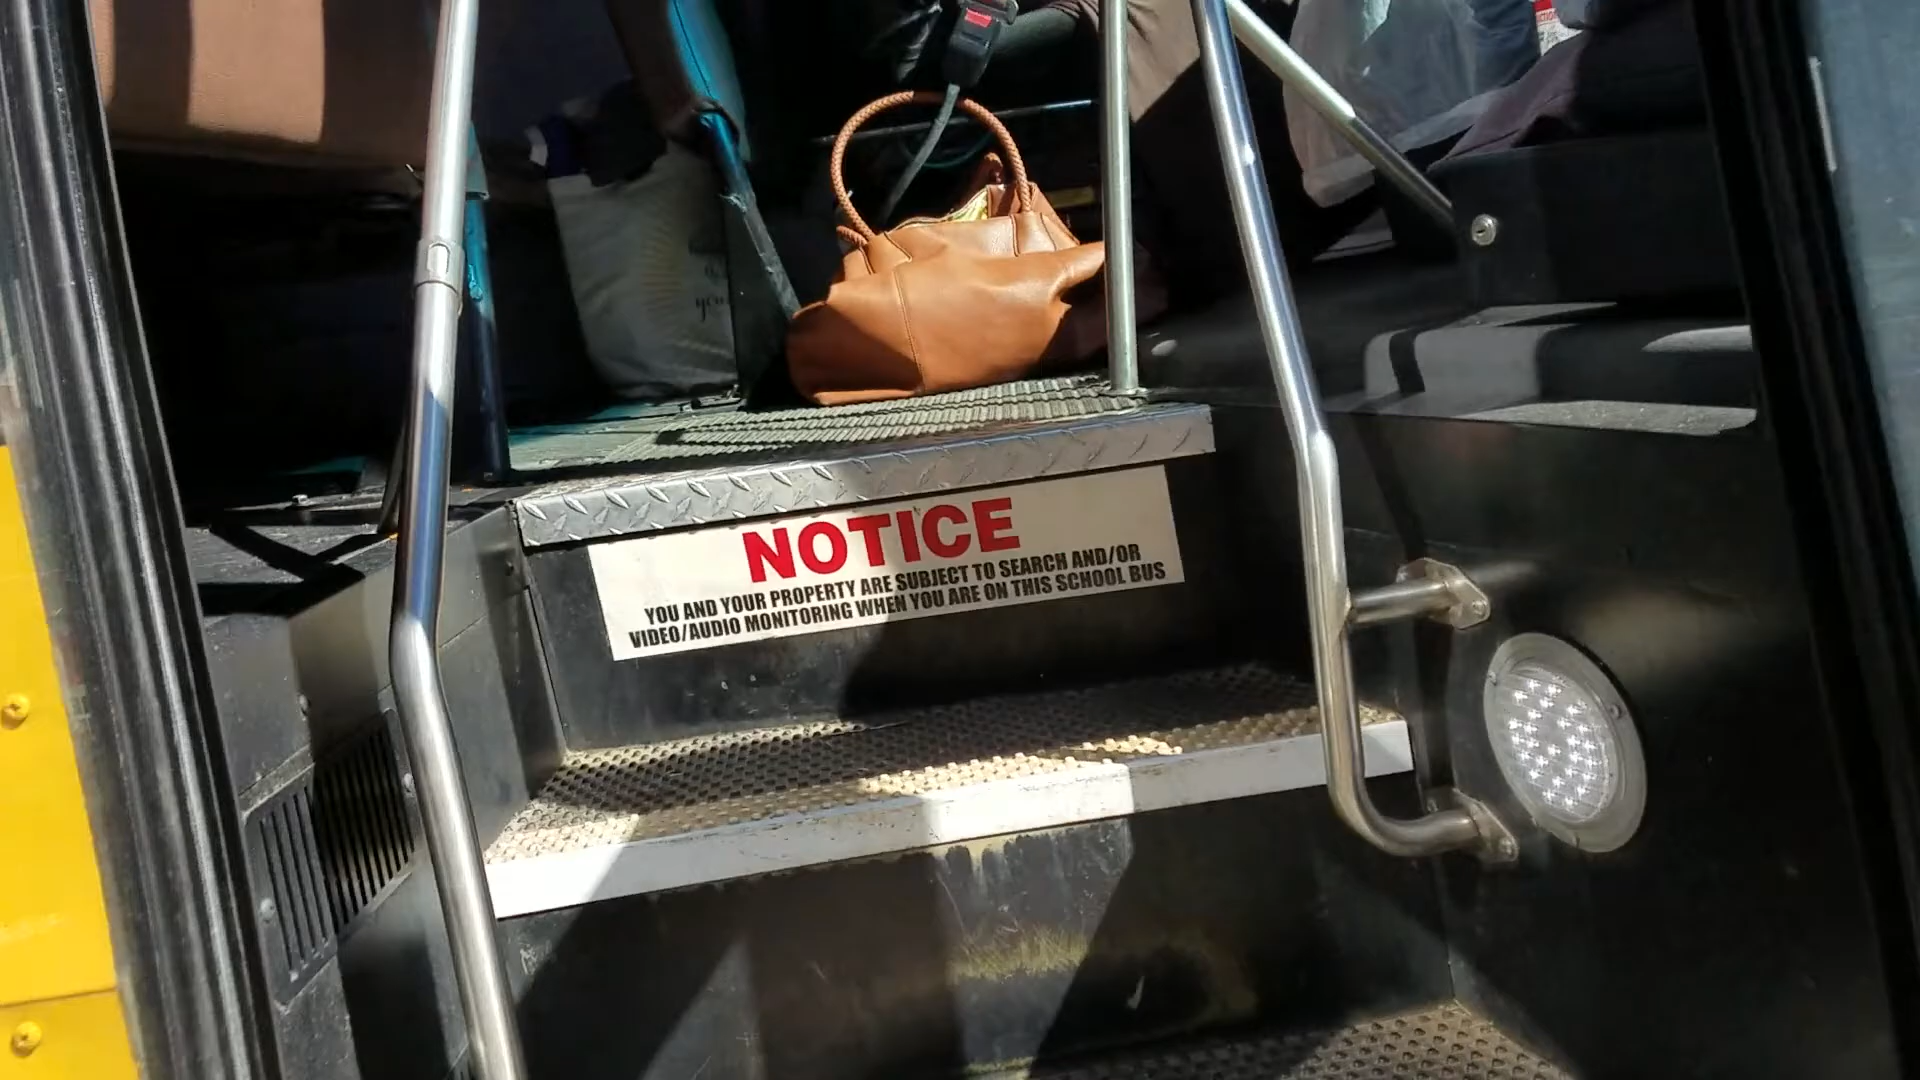 NOTICE
YOU AND YOUR PROPERTY ARE SUBJECT TO SEARCH AND/OR
VIDEO/AUDIO MONITORING WHEN YOU ARE ON THIS SCHOOL BUS